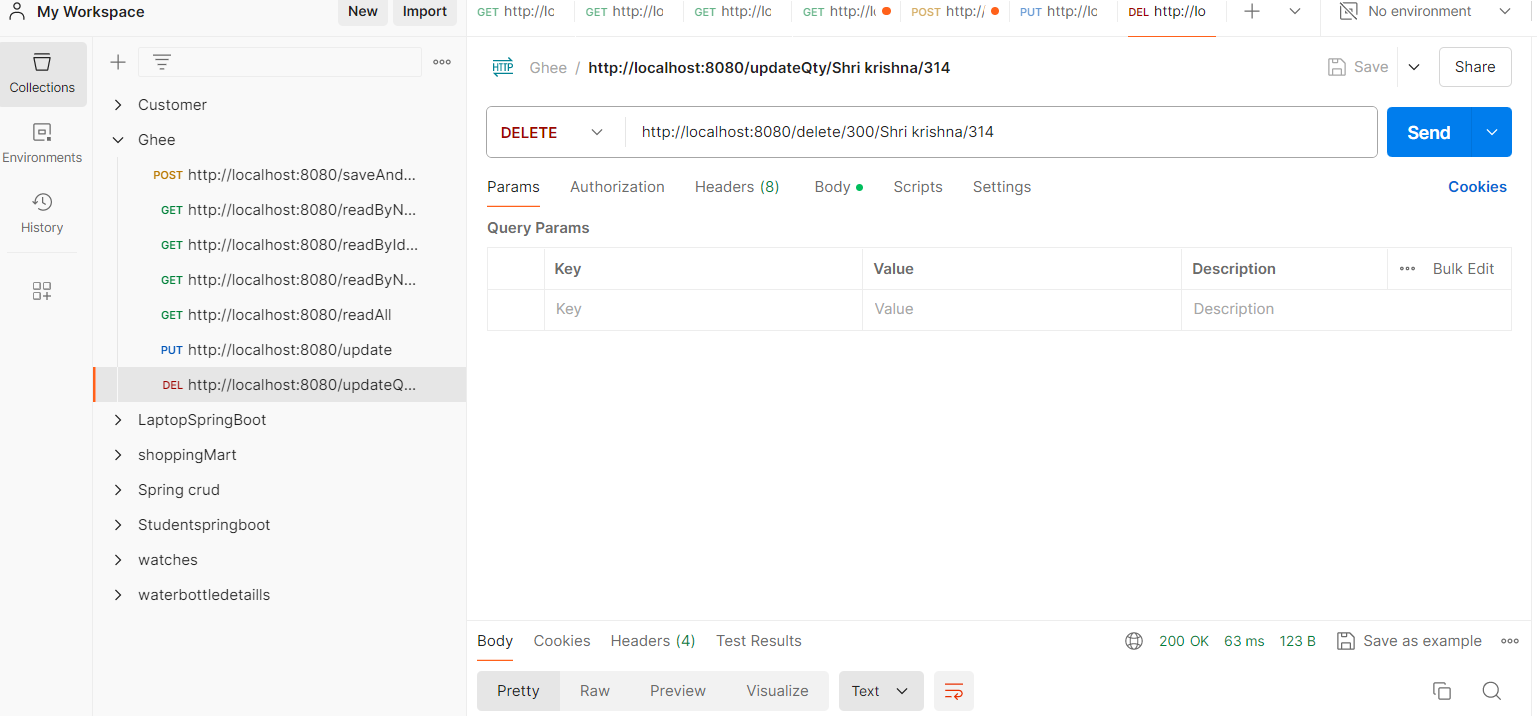 My Workspace New Import
GET http://lo GET http://lo GET http://lo GET http://l POST http:/ PUT http://lo DEL http://lo No environment
Collections
Environments
History
Customer
Ghee
POST http://localhost:8080/saveAnd...
GET http://localhost:8080/readByN...
GET http://localhost:8080/readById...
GET http://localhost:8080/readByN...
GET http://localhost:8080/readAll
PUT http://localhost:8080/update
DEL http://localhost:8080/updateQ...
LaptopSpringBoot
shoppingMart
Spring crud
Studentspringboot
watches
waterbottledetaills
HTTP Ghee / http://localhost:8080/updateQty/Shri krishna/314 Save Share
DELETE http://localhost:8080/delete/300/Shri krishna/314 Send
Params Authorization Headers (8) Body Scripts Settings Cookies
Query Params
Key Value Description Bulk Edit
Key Value Description
Body Cookies Headers (4) Test Results 200 OK 63 ms 123 B Save as example
Pretty Raw Preview Visualize Text